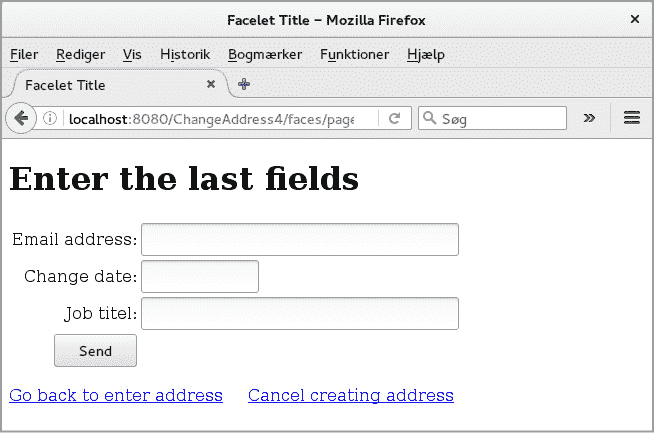 Facelet Title – Mozilla Firefox
Filer Rediger Vis Historik Bogmærker Funktioner Hjælp
Facelet Title
localhost:8080/ChangeAddress4/faces/page Søg
Enter the last fields
Email address:
Change date:
Job titel:
Send
Go back to enter address Cancel creating address